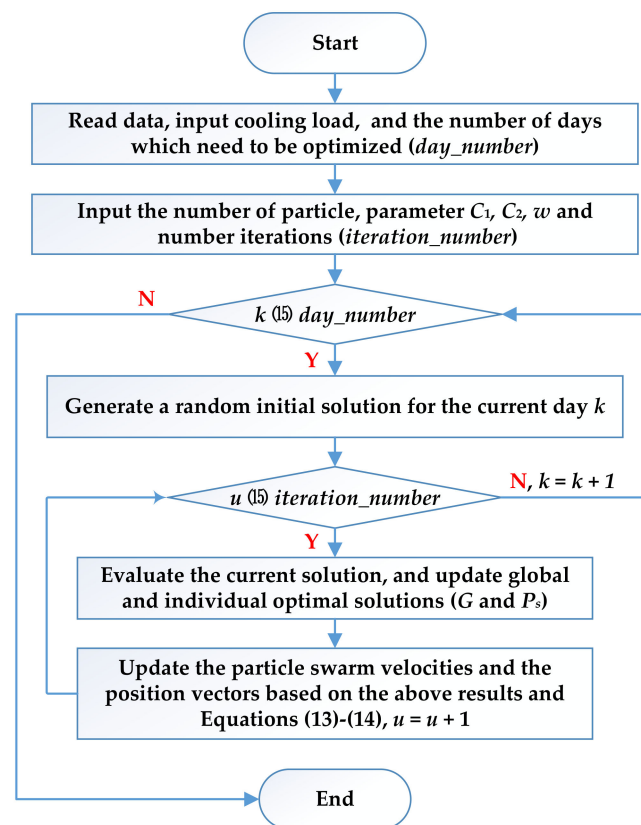 Start
Read data, input cooling load, and the number of days
which need to be optimized (day_number)
Input the number of particle, parameter C₁, C₂, w and
number iterations (iteration_number)
N
k ⒂ day_number
Y
Generate a random initial solution for the current day k
u ⒂ iteration_number
N, k = k + 1
Y
Evaluate the current solution, and update global
and individual optimal solutions (G and Pₛ)
Update the particle swarm velocities and the
position vectors based on the above results and
Equations (13)-(14), u = u + 1
End